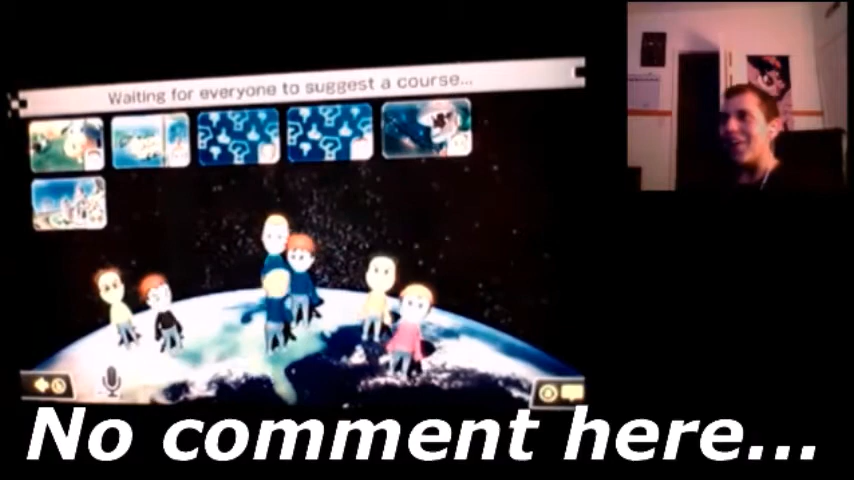 Waiting for everyone to suggest a course...
No comment here...